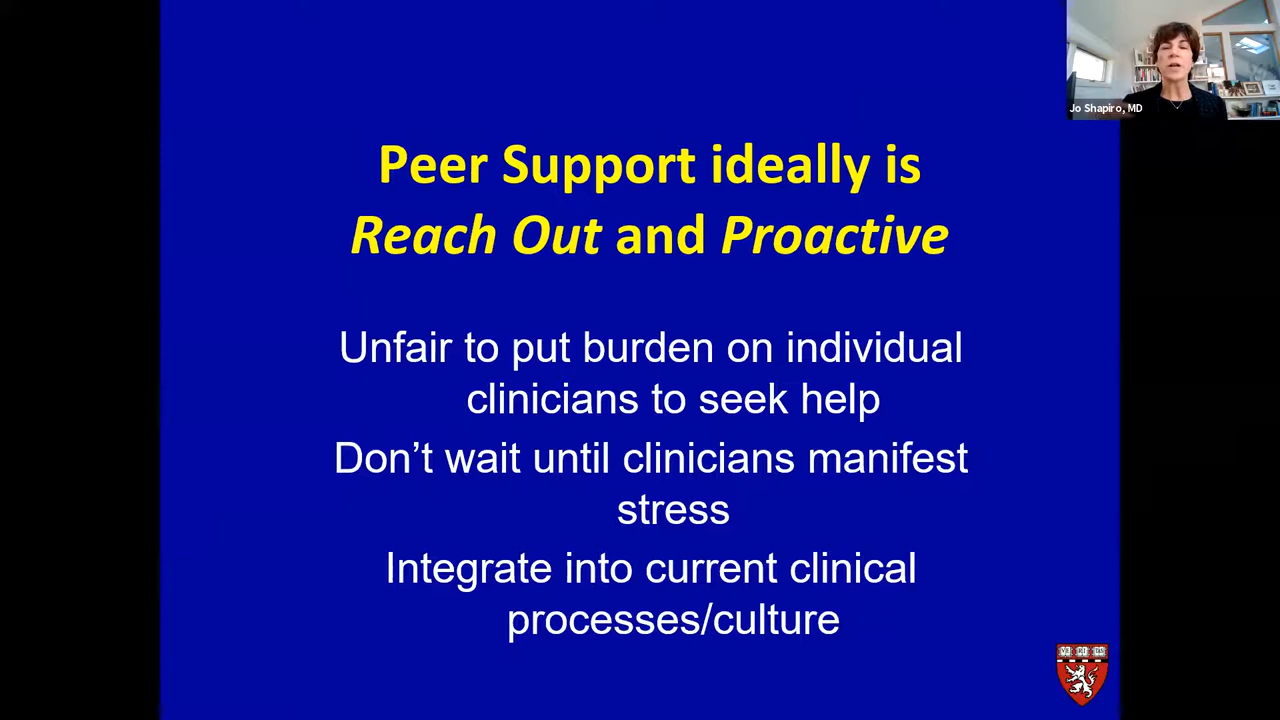 Jo Shapiro, MD
Peer Support ideally is
Reach Out and Proactive
Unfair to put burden on individual
clinicians to seek help
Don’t wait until clinicians manifest
stress
Integrate into current clinical
processes/culture